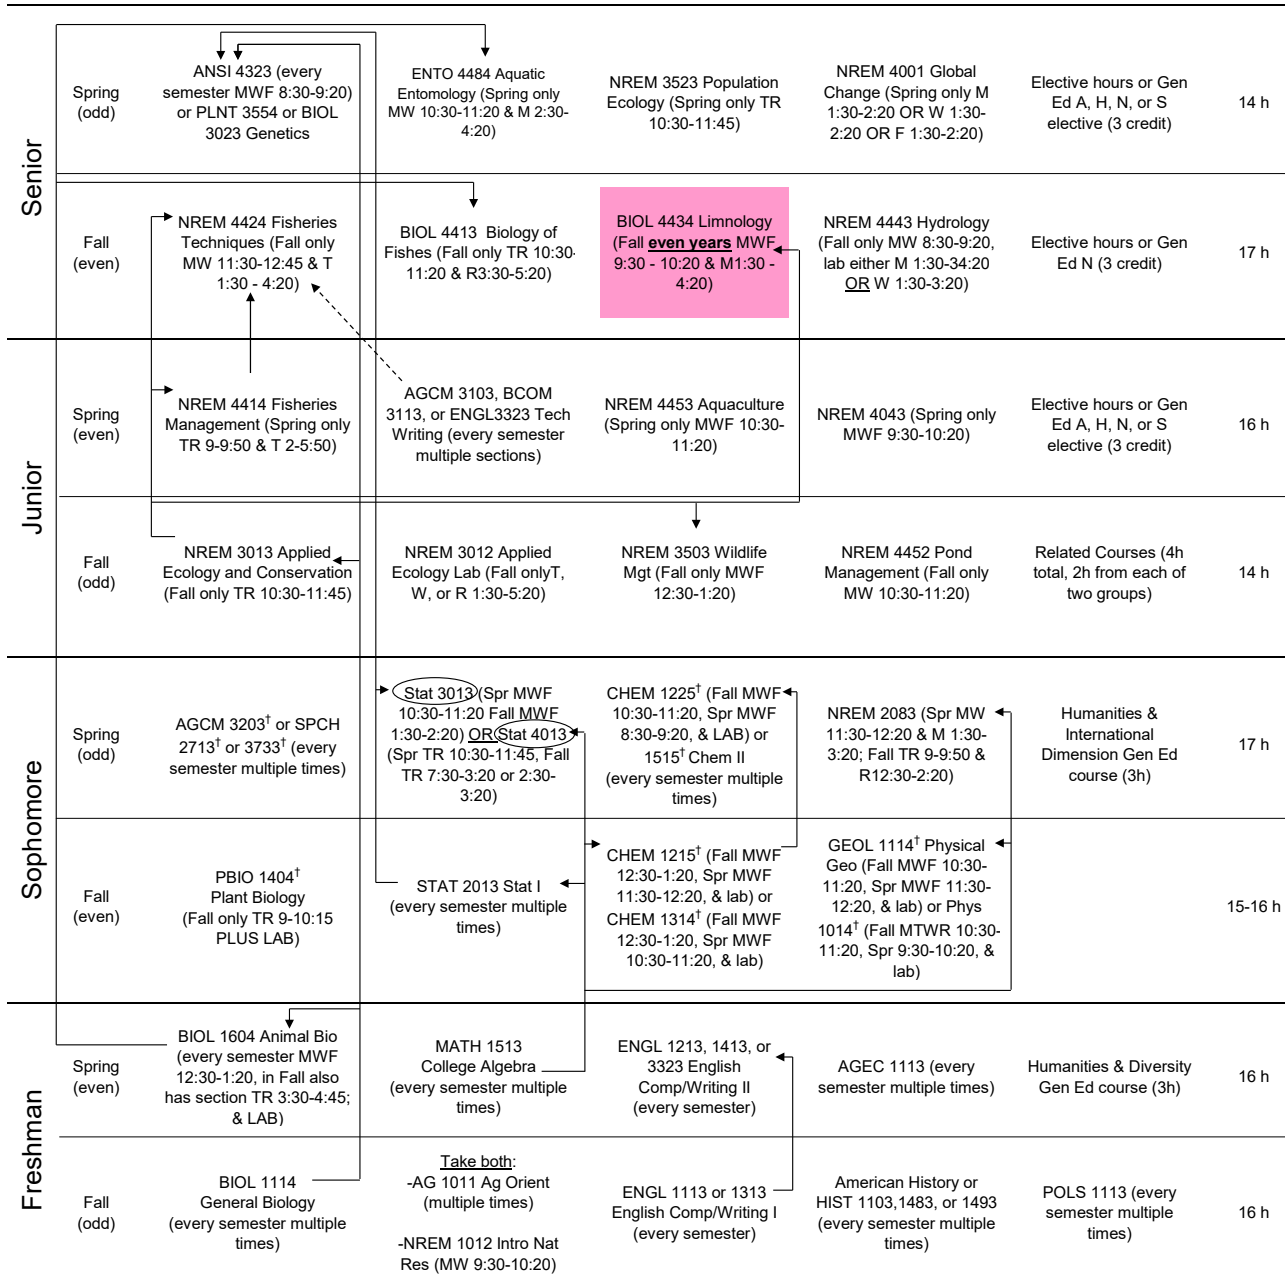 Senior
Spring
(odd)
ANSI 4323 (every
semester MWF 8:30-9:20)
or PLNT 3554 or BIOL
3023 Genetics
ENTO 4484 Aquatic
Entomology (Spring only
MW 10:30-11:20 & M 2:30-
4:20)
NREM 3523 Population
Ecology (Spring only TR
10:30-11:45)
NREM 4001 Global
Change (Spring only M
1:30-2:20 OR W 1:30-
2:20 OR F 1:30-2:20)
Elective hours or Gen
Ed A, H, N, or S
elective (3 credit)
14 h
Fall
(even)
NREM 4424 Fisheries
Techniques (Fall only
MW 11:30-12:45 & T
1:30 - 4:20)
BIOL 4413  Biology of
Fishes (Fall only TR 10:30-
11:20 & R3:30-5:20)
BIOL 4434 Limnology
(Fall even years MWF
9:30 - 10:20 & M1:30 -
4:20)
NREM 4443 Hydrology
(Fall only MW 8:30-9:20,
lab either M 1:30-34:20
OR W 1:30-3:20)
Elective hours or Gen
Ed N (3 credit)
17 h
Junior
Spring
(even)
NREM 4414 Fisheries
Management (Spring only
TR 9-9:50 & T 2-5:50)
AGCM 3103, BCOM
3113, or ENGL3323 Tech
Writing (every semester
multiple sections)
NREM 4453 Aquaculture
(Spring only MWF 10:30-
11:20)
NREM 4043 (Spring only
MWF 9:30-10:20)
Elective hours or Gen
Ed A, H, N, or S
elective (3 credit)
16 h
Fall
(odd)
NREM 3013 Applied
Ecology and Conservation
(Fall only TR 10:30-11:45)
NREM 3012 Applied
Ecology Lab (Fall onlyT,
W, or R 1:30-5:20)
NREM 3503 Wildlife
Mgt (Fall only MWF
12:30-1:20)
NREM 4452 Pond
Management (Fall only
MW 10:30-11:20)
Related Courses (4h
total, 2h from each of
two groups)
14 h
Sophomore
Spring
(odd)
AGCM 3203† or SPCH
2713† or 3733† (every
semester multiple times)
Stat 3013 (Spr MWF
10:30-11:20 Fall MWF
1:30-2:20) OR Stat 4013
(Spr TR 10:30-11:45, Fall
TR 7:30-3:20 or 2:30-
3:20)
CHEM 1225† (Fall MWF
10:30-11:20, Spr MWF
8:30-9:20, & LAB) or
1515† Chem II
(every semester multiple
times)
NREM 2083 (Spr MW
11:30-12:20 & M 1:30-
3:20; Fall TR 9-9:50 &
R12:30-2:20)
Humanities &
International
Dimension Gen Ed
course (3h)
17 h
Fall
(even)
PBIO 1404†
Plant Biology
(Fall only TR 9-10:15
PLUS LAB)
STAT 2013 Stat I
(every semester multiple
times)
CHEM 1215† (Fall MWF
12:30-1:20, Spr MWF
11:30-12:20, & lab) or
CHEM 1314† (Fall MWF
12:30-1:20, Spr MWF
10:30-11:20, & lab)
GEOL 1114† Physical
Geo (Fall MWF 10:30-
11:20, Spr MWF 11:30-
12:20, & lab) or Phys
1014† (Fall MTWR 10:30-
11:20, Spr 9:30-10:20, &
lab)
15-16 h
Freshman
Spring
(even)
BIOL 1604 Animal Bio
(every semester MWF
12:30-1:20, in Fall also
has section TR 3:30-4:45;
& LAB)
MATH 1513
College Algebra
(every semester multiple
times)
ENGL 1213, 1413, or
3323 English
Comp/Writing II
(every semester)
AGEC 1113 (every
semester multiple times)
Humanities & Diversity
Gen Ed course (3h)
16 h
Fall
(odd)
BIOL 1114
General Biology
(every semester multiple
times)
Take both:
-AG 1011 Ag Orient
(multiple times)
-NREM 1012 Intro Nat
Res (MW 9:30-10:20)
ENGL 1113 or 1313
English Comp/Writing I
(every semester)
American History or
HIST 1103,1483, or 1493
(every semester multiple
times)
POLS 1113 (every
semester multiple
times)
16 h